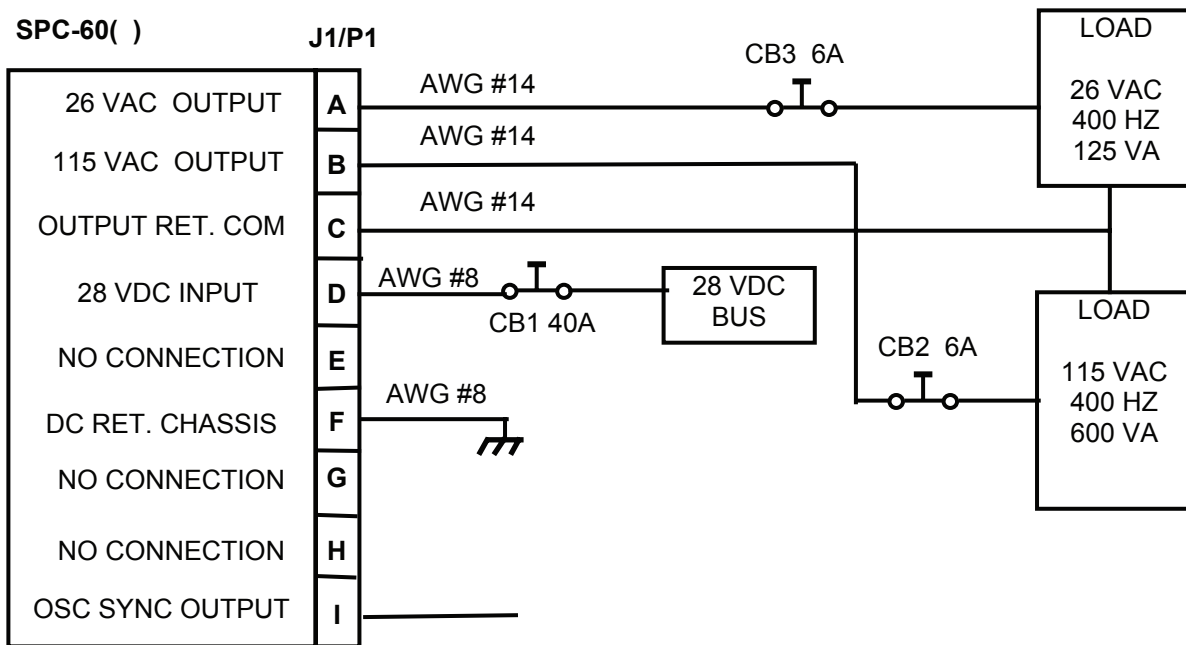 SPC-60( )
J1/P1
26 VAC OUTPUT
A
AWG #14
CB3 6A
LOAD
26 VAC
400 HZ
125 VA
115 VAC OUTPUT
B
AWG #14
OUTPUT RET. COM
C
AWG #14
28 VDC INPUT
D
AWG #8
CB1 40A
28 VDC
BUS
NO CONNECTION
E
CB2 6A
LOAD
115 VAC
400 HZ
600 VA
DC RET. CHASSIS
F
AWG #8
NO CONNECTION
G
NO CONNECTION
H
OSC SYNC OUTPUT
I